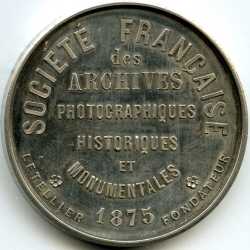 SOCIÉTÉ FRANÇAISE
des
ARCHIVES
PHOTOGRAPHIQUES
HISTORIQUES
ET
MONUMENTALES
LETELLIER 1875 FONDATEUR